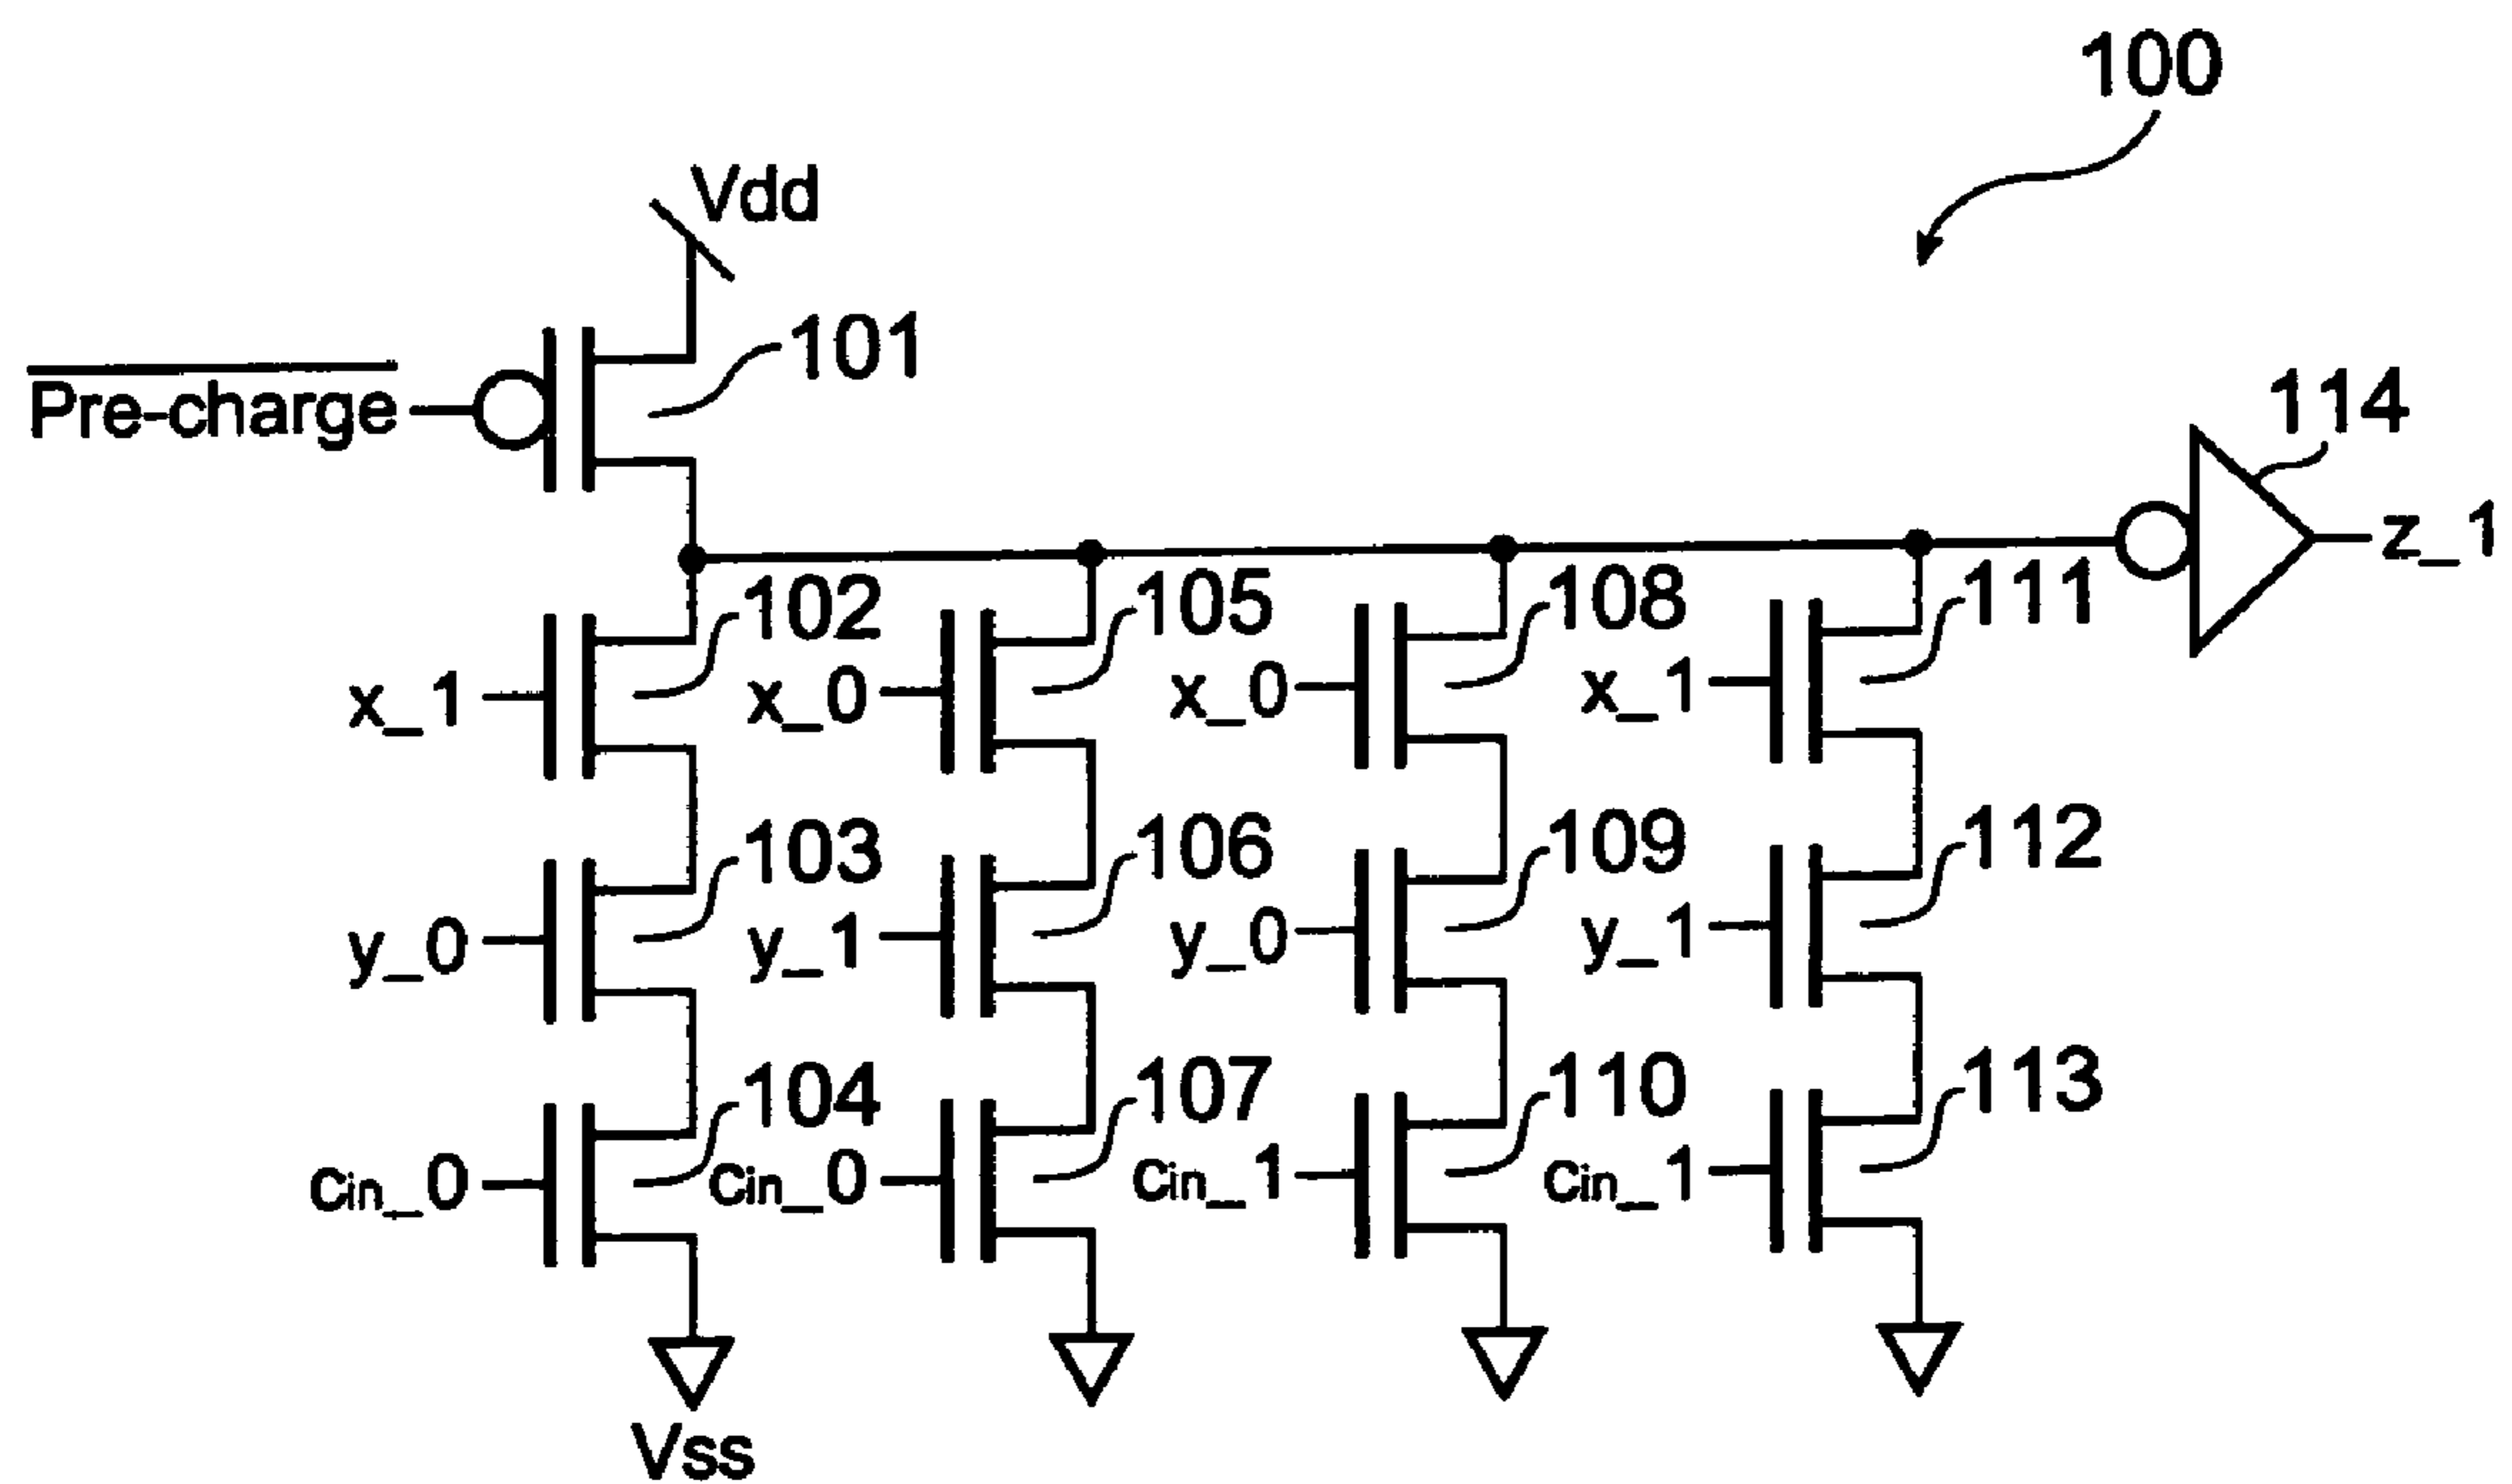 100
Vdd
101
Pre-charge
114
z_1
102
105
108
111
x_1
x_0
x_0
x_1
103
106
109
112
y_0
y_1
y_0
y_1
104
107
110
113
Cin_0
Cin_0
Cin_1
Cin_1
Vss